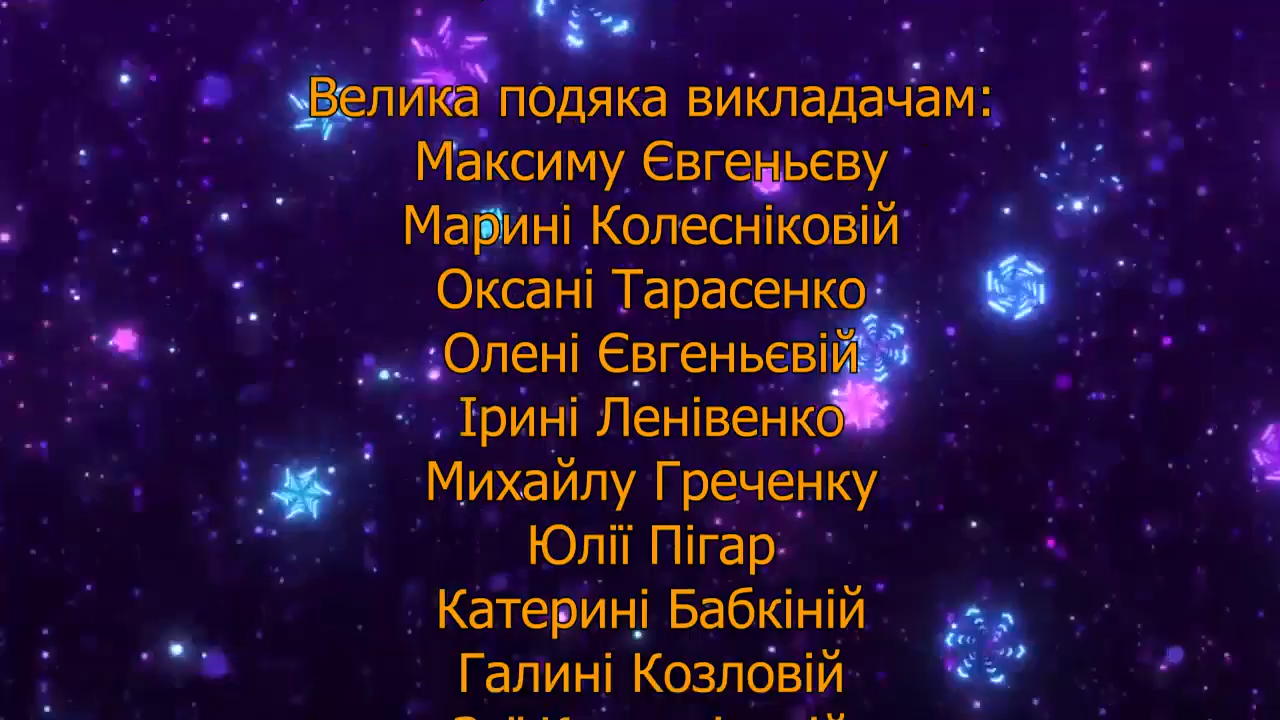 Велика подяка викладачам:
Максиму Євгеньєву
Марині Колесніковій
Оксані Тарасенко
Олені Євгеньєвій
Ірині Ленівенко
Михайлу Греченку
Юлії Пігар
Катерині Бабкіній
Галині Козловій